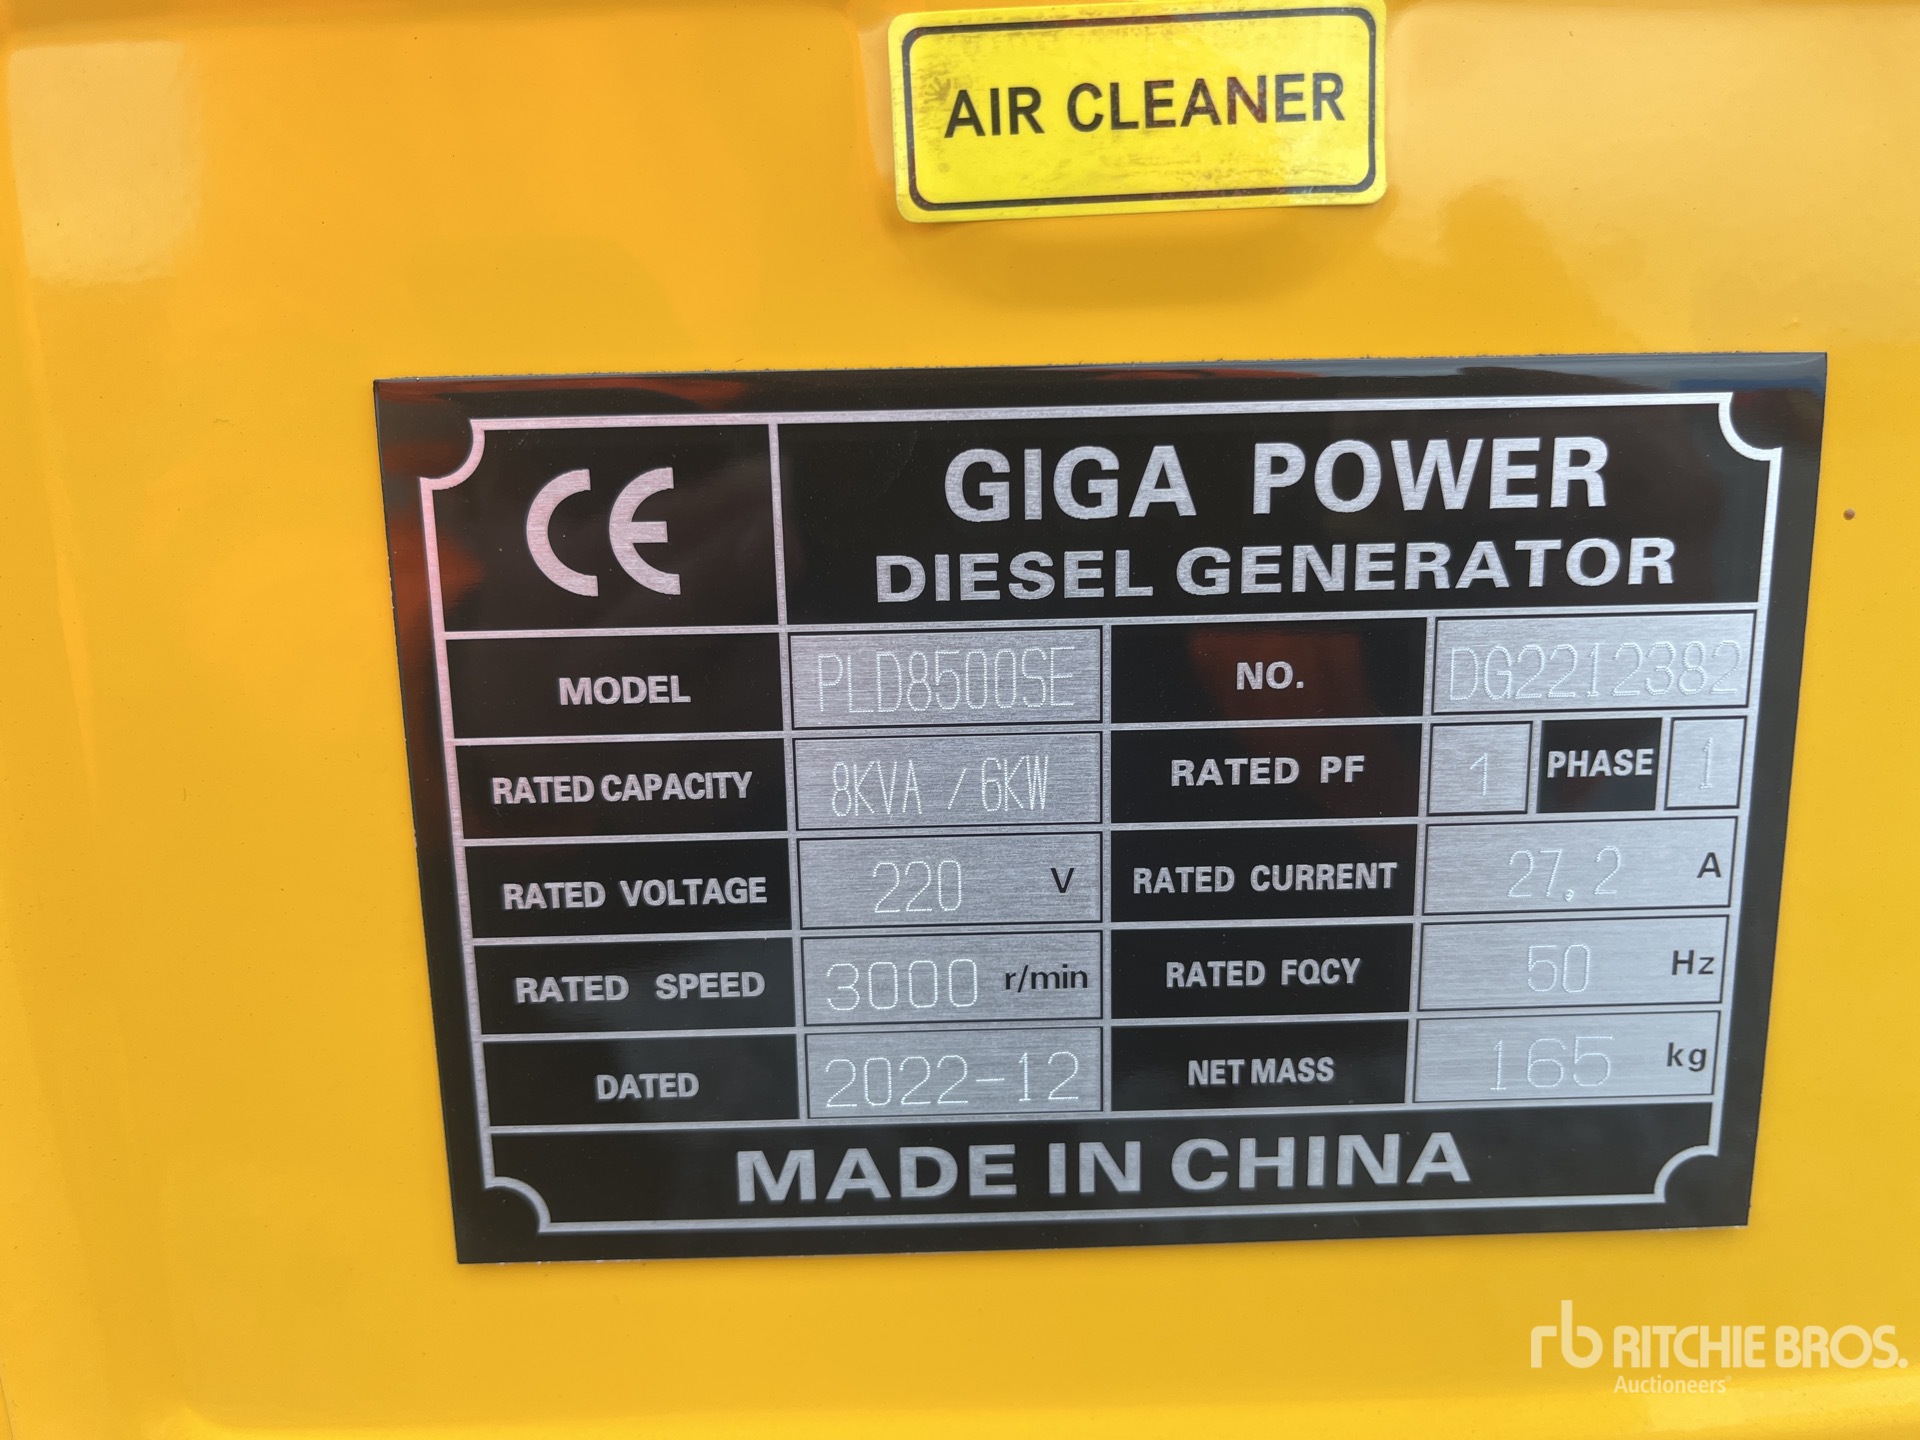 AIR CLEANER
CE
GIGA POWER
DIESEL GENERATOR
MODEL PLD8500SE NO. DG2212382
RATED CAPACITY 8KVA / 6KW RATED PF 1 PHASE 1
RATED VOLTAGE 220 V RATED CURRENT 27.2 A
RATED SPEED 3000 r/min RATED FQCY 50 Hz
DATED 2022-12 NET MASS 165 kg
MADE IN CHINA
rb RITCHIE BROS.
Auctioneers